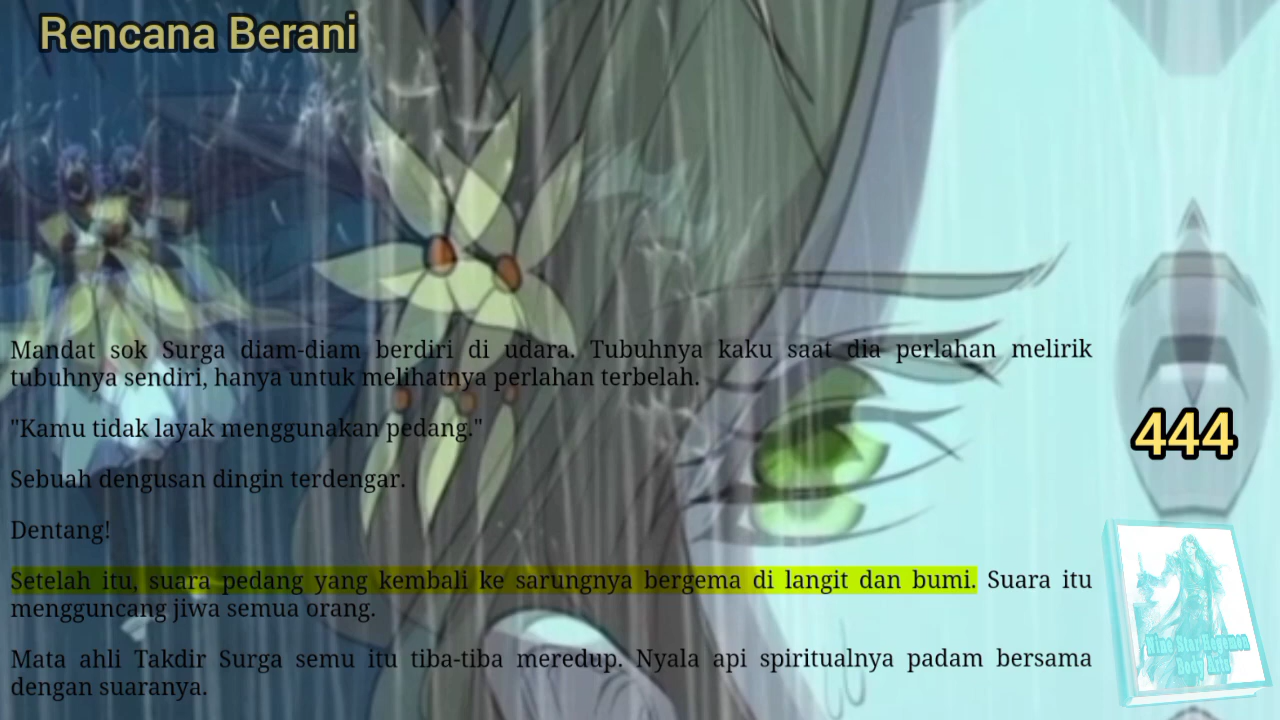 Rencana Berani
Mandat sok Surga diam-diam berdiri di udara. Tubuhnya kaku saat dia perlahan melirik
tubuhnya sendiri, hanya untuk melihatnya perlahan terbelah.
"Kamu tidak layak menggunakan pedang."
Sebuah dengusan dingin terdengar.
Dentang!
Setelah itu, suara pedang yang kembali ke sarungnya bergema di langit dan bumi. Suara itu
mengguncang jiwa semua orang.
Mata ahli Takdir Surga semu itu tiba-tiba meredup. Nyala api spiritualnya padam bersama
dengan suaranya.
444
Nine Star Hegemon
Body Arts